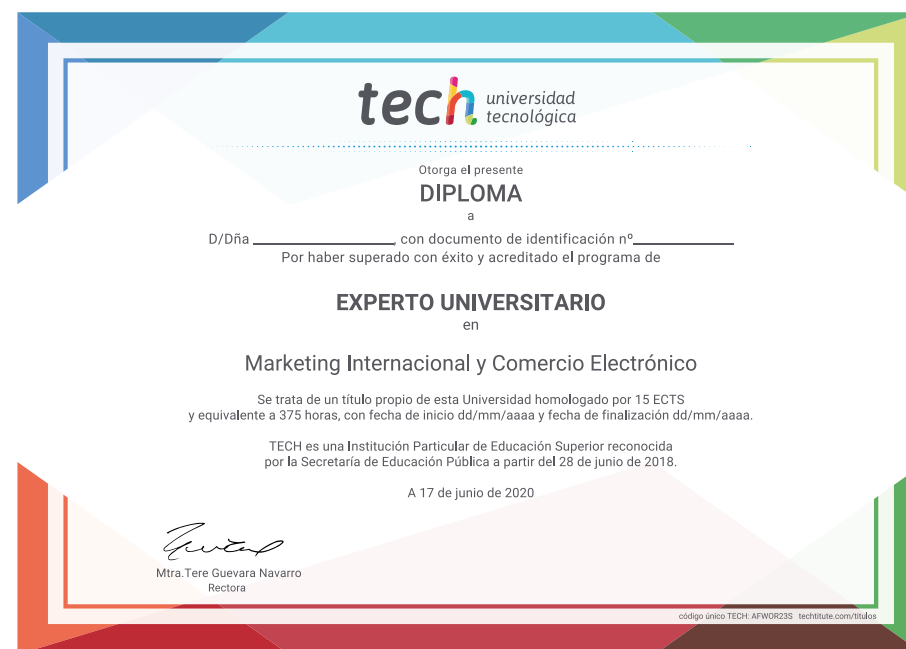 tech universidad
tecnológica
Otorga el presente
DIPLOMA
a
D/Dña ________________, con documento de identificación nº____________
Por haber superado con éxito y acreditado el programa de
EXPERTO UNIVERSITARIO
en
Marketing Internacional y Comercio Electrónico
Se trata de un título propio de esta Universidad homologado por 15 ECTS
y equivalente a 375 horas, con fecha de inicio dd/mm/aaaa y fecha de finalización dd/mm/aaaa.
TECH es una Institución Particular de Educación Superior reconocida
por la Secretaría de Educación Pública a partir del 28 de junio de 2018.
A 17 de junio de 2020
Mtra.Tere Guevara Navarro
Rectora
código único TECH: AFWOR23S techtitute.com/titulos